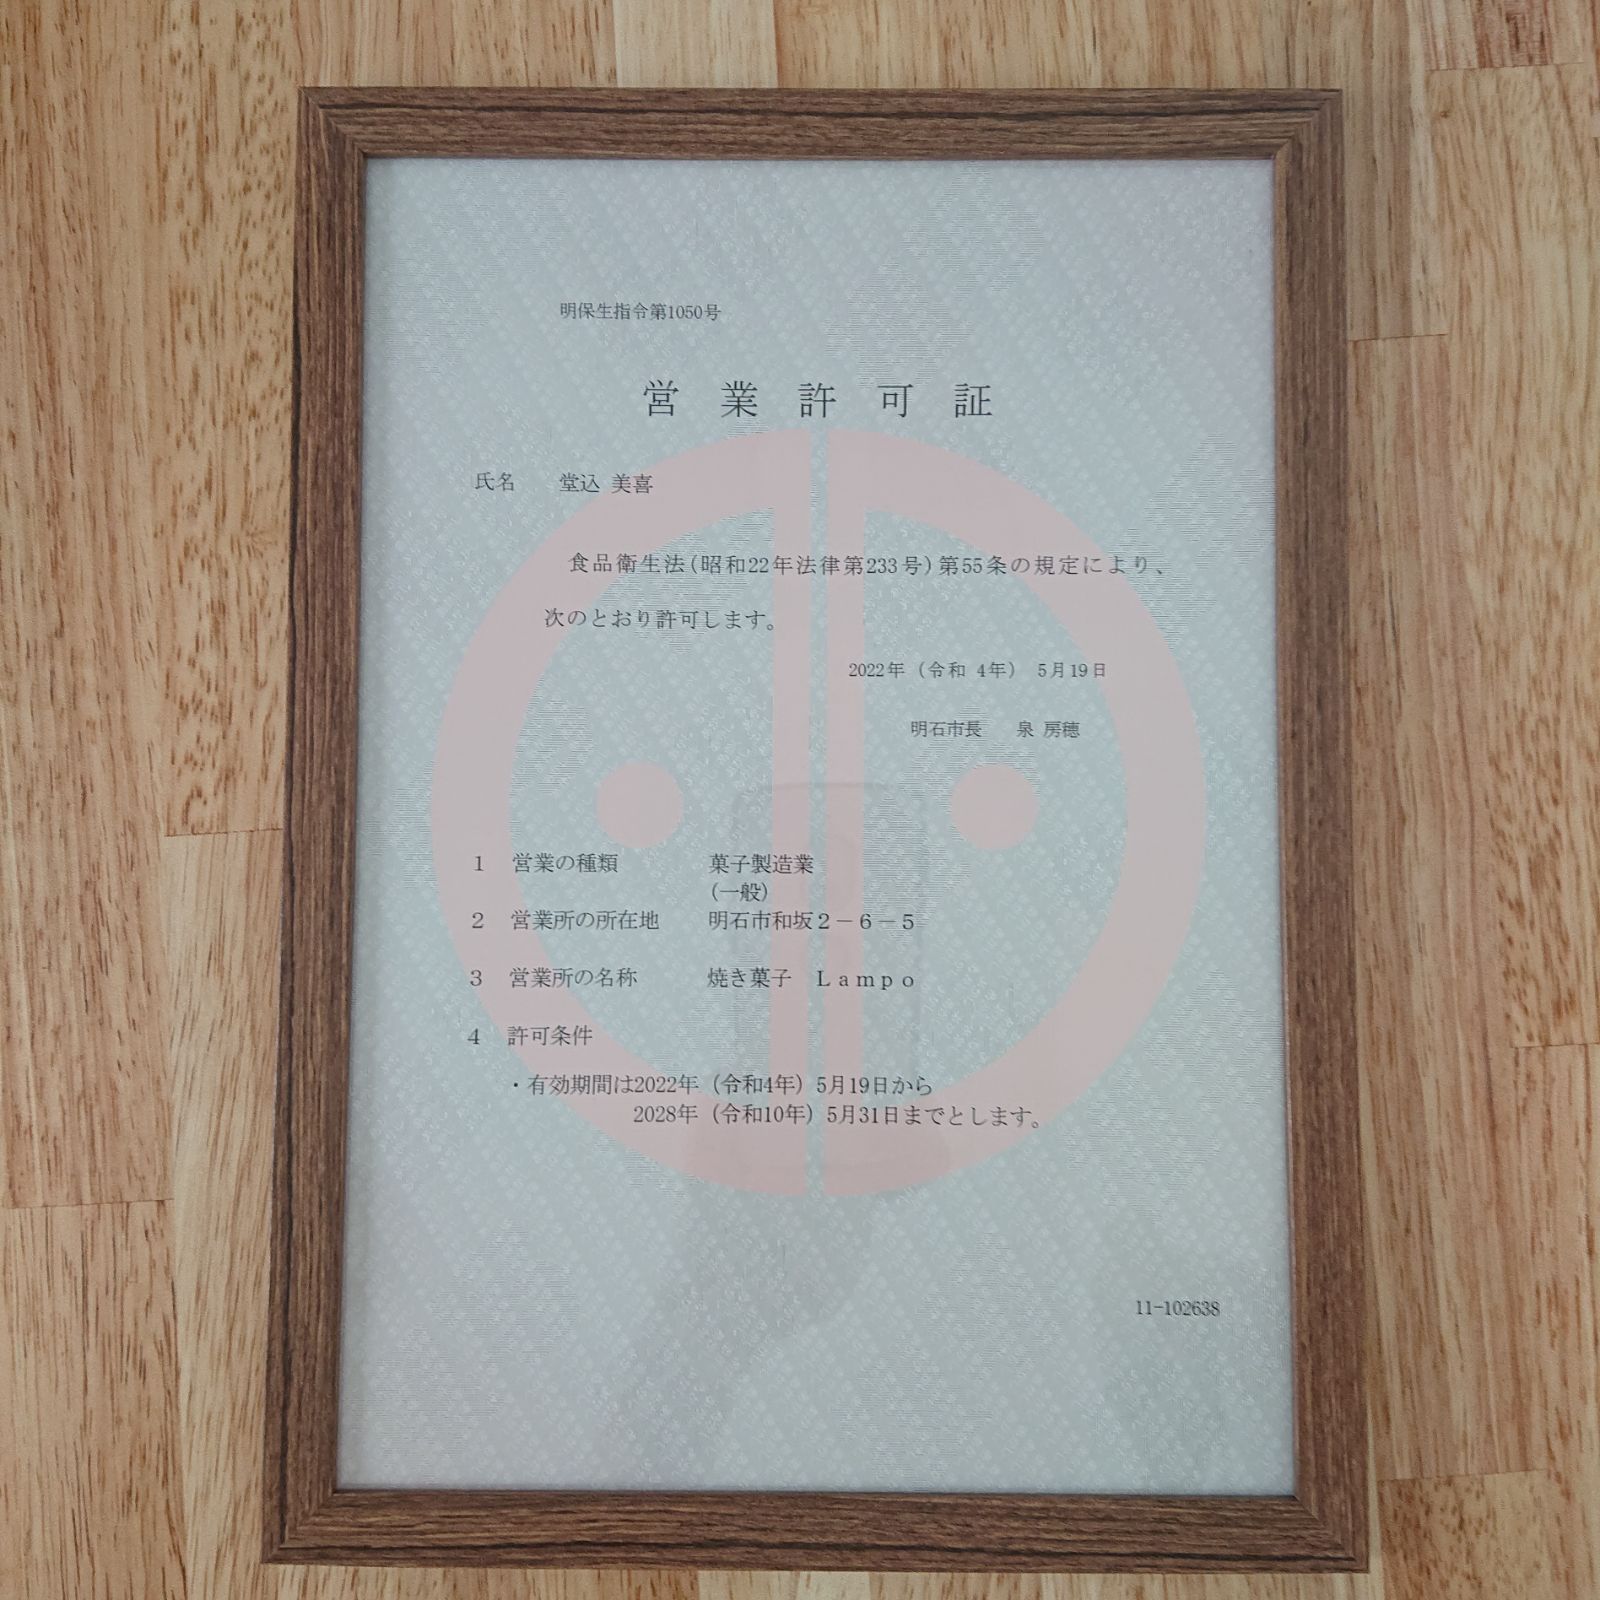 明保生指令第1050号
営業許可証
氏名 堂込 美喜
食品衛生法(昭和22年法律第233号)第55条の規定により、
次のとおり許可します。
2022年（令和 4年） 5月19日
明石市長 泉 房穂
1 営業の種類 菓子製造業
(一般)
2 営業所の所在地 明石市和坂２－６－５
3 営業所の名称 焼き菓子 Ｌａｍｐｏ
4 許可条件
・有効期間は2022年（令和4年）5月19日から
2028年（令和10年）5月31日までとします。
11-102638